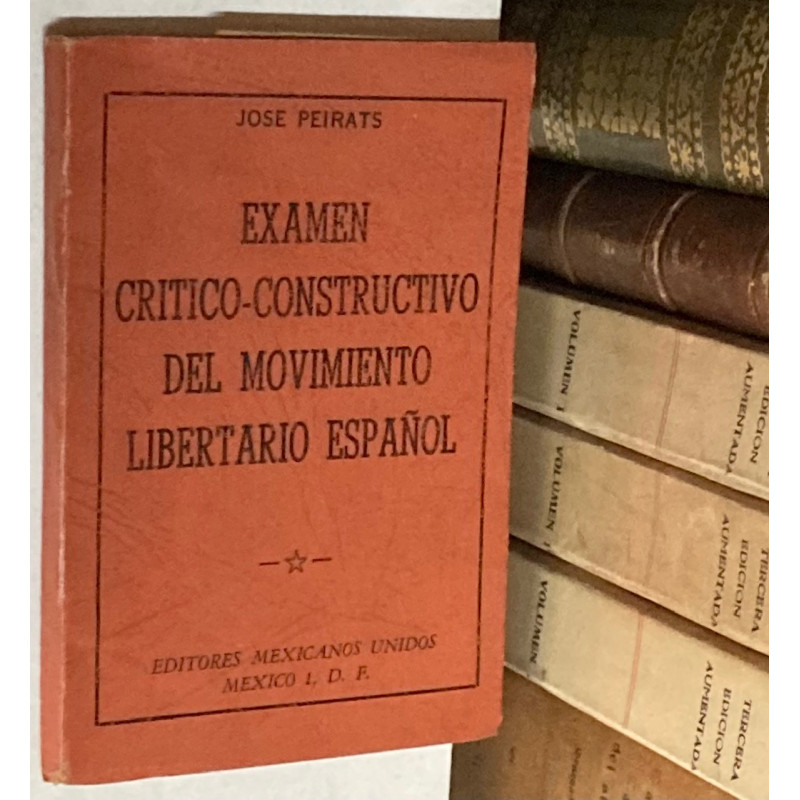 JOSE PEIRATS
EXAMEN
CRITICO-CONSTRUCTIVO
DEL MOVIMIENTO
LIBERTARIO ESPAÑOL
EDITORES MEXICANOS UNIDOS
MEXICO 1, D. F.
VOLUMEN I
EDICION
AUMENTADA
VOLUMEN
TERCERA
EDICION
AUMENTADA
VOLUMEN
TERCERA
EDICION
AUMENTADA